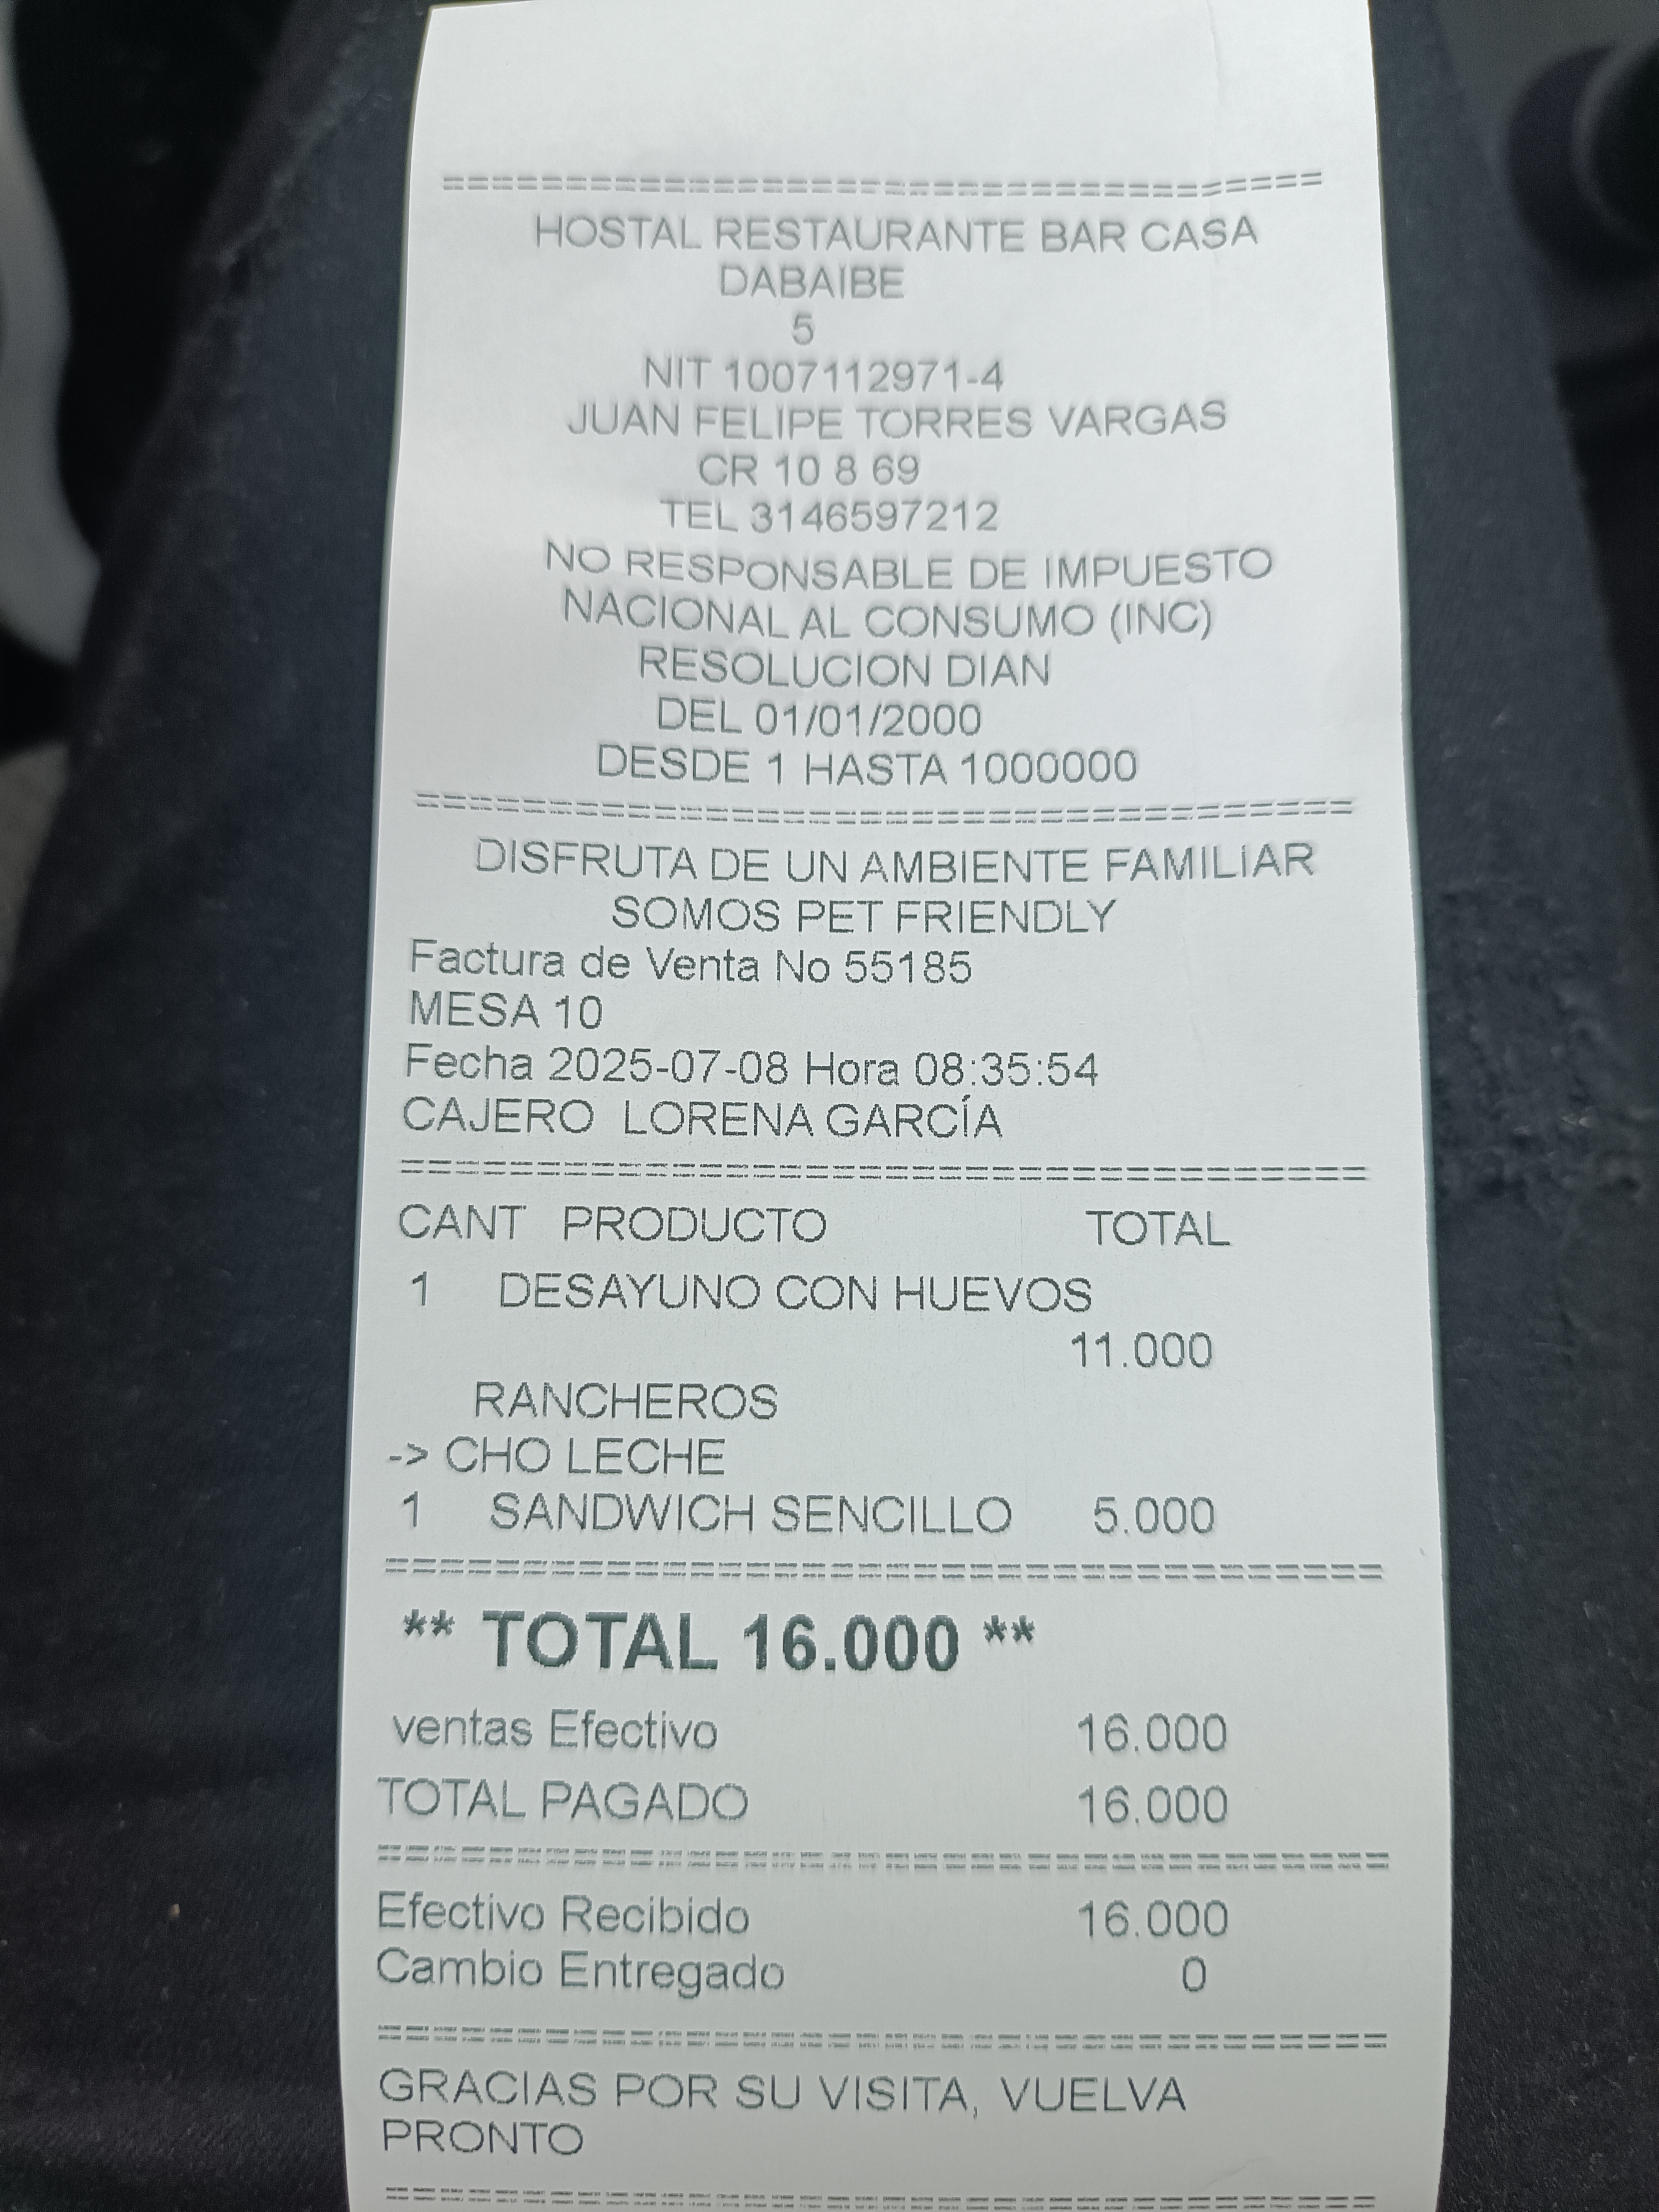 ==================================
HOSTAL RESTAURANTE BAR CASA
DABAIBE
5
NIT 1007112971-4
JUAN FELIPE TORRES VARGAS
CR 10 8 69
TEL 3146597212
NO RESPONSABLE DE IMPUESTO
NACIONAL AL CONSUMO (INC)
RESOLUCION DIAN
DEL 01/01/2000
DESDE 1 HASTA 1000000
==================================
DISFRUTA DE UN AMBIENTE FAMILIAR
SOMOS PET FRIENDLY
Factura de Venta No 55185
MESA 10
Fecha 2025-07-08 Hora 08:35:54
CAJERO  LORENA GARCÍA
==================================
CANT PRODUCTO TOTAL
1 DESAYUNO CON HUEVOS
11.000
RANCHEROS
-> CHO LECHE
1 SANDWICH SENCILLO 5.000
==================================
** TOTAL 16.000 **
ventas Efectivo 16.000
TOTAL PAGADO 16.000
==================================
Efectivo Recibido 16.000
Cambio Entregado 0
==================================
GRACIAS POR SU VISITA, VUELVA
PRONTO
==================================